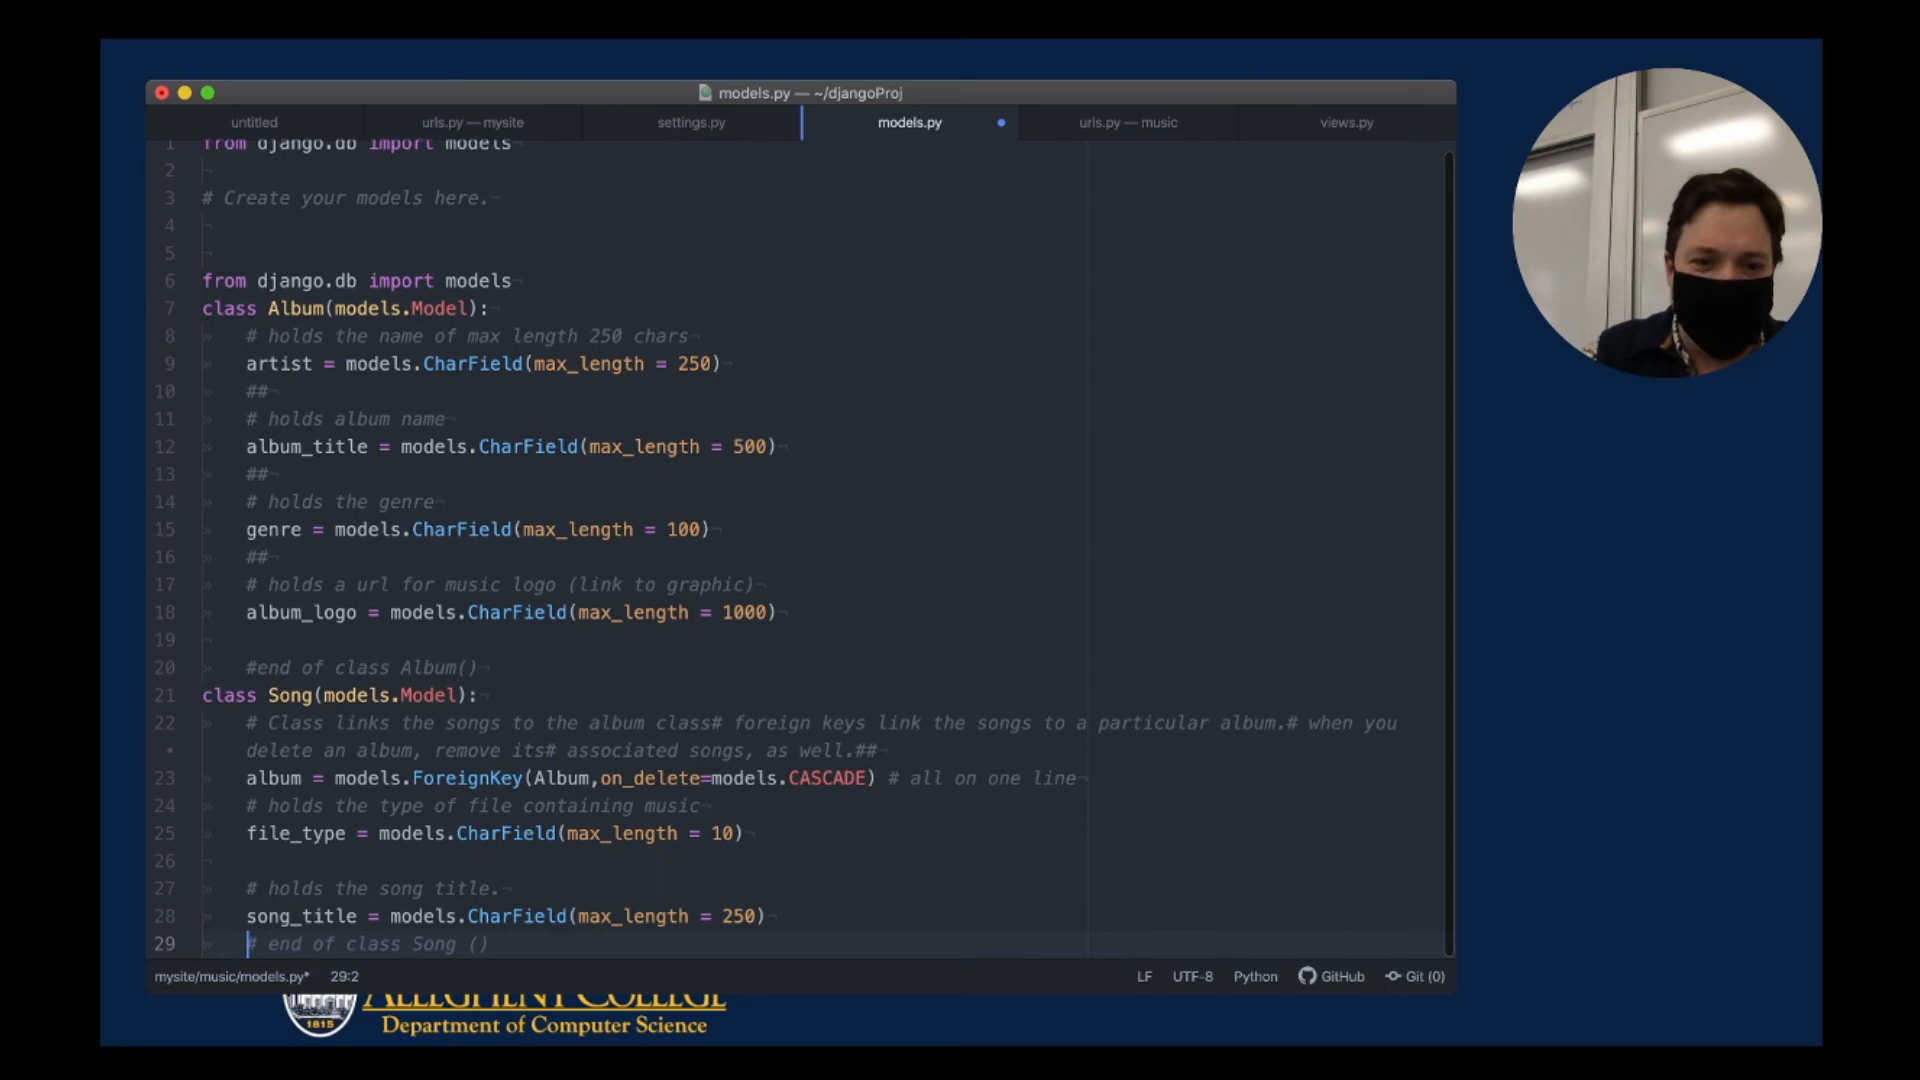 models.py — ~/djangoProj
untitled
urls.py — mysite
settings.py
models.py
urls.py — music
views.py
1 from django.db import models
2
3 # Create your models here.
4
5
6 from django.db import models
7 class Album(models.Model):
8 # holds the name of max length 250 chars
9 artist = models.CharField(max_length = 250)
10 ##
11 # holds album name
12 album_title = models.CharField(max_length = 500)
13 ##
14 # holds the genre
15 genre = models.CharField(max_length = 100)
16 ##
17 # holds a url for music logo (link to graphic)
18 album_logo = models.CharField(max_length = 1000)
19
20 #end of class Album()
21 class Song(models.Model):
22 # Class links the songs to the album class# foreign keys link the songs to a particular album.# when you
• delete an album, remove its# associated songs, as well.##
23 album = models.ForeignKey(Album,on_delete=models.CASCADE) # all on one line
24 # holds the type of file containing music
25 file_type = models.CharField(max_length = 10)
26
27 # holds the song title.
28 song_title = models.CharField(max_length = 250)
29 # end of class Song ()
mysite/music/models.py* 29:2
LF UTF-8 Python GitHub Git (0)
ALLEGHENY COLLEGE
1815
Department of Computer Science